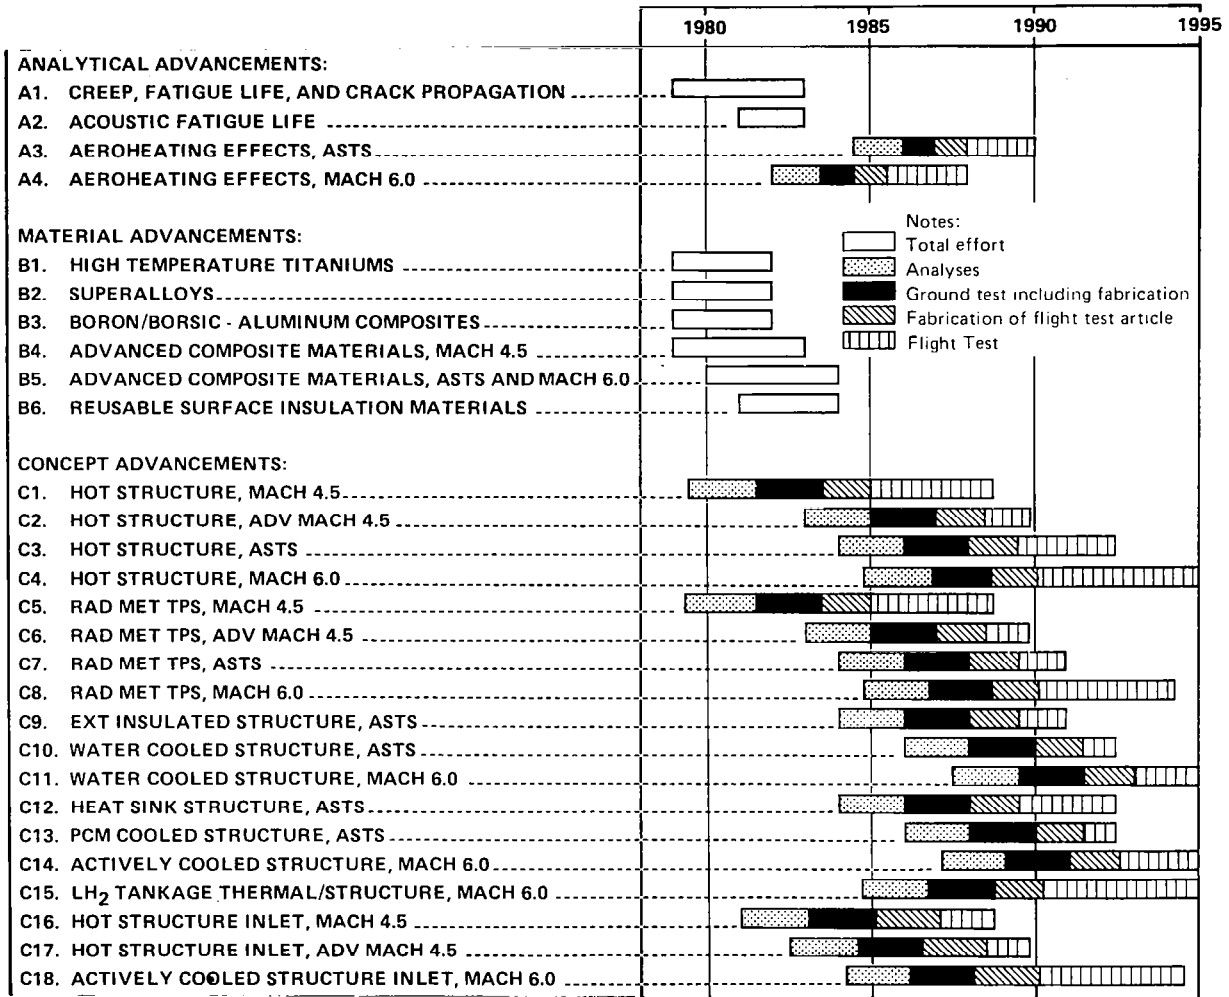 1980 1985 1990 1995
ANALYTICAL ADVANCEMENTS:
A1. CREEP, FATIGUE LIFE, AND CRACK PROPAGATION
A2. ACOUSTIC FATIGUE LIFE
A3. AEROHEATING EFFECTS, ASTS
A4. AEROHEATING EFFECTS, MACH 6.0
Notes:
Total effort
Analyses
Ground test including fabrication
Fabrication of flight test article
Flight Test
MATERIAL ADVANCEMENTS:
B1. HIGH TEMPERATURE TITANIUMS
B2. SUPERALLOYS
B3. BORON/BORSIC - ALUMINUM COMPOSITES
B4. ADVANCED COMPOSITE MATERIALS, MACH 4.5
B5. ADVANCED COMPOSITE MATERIALS, ASTS AND MACH 6.0
B6. REUSABLE SURFACE INSULATION MATERIALS
CONCEPT ADVANCEMENTS:
C1. HOT STRUCTURE, MACH 4.5
C2. HOT STRUCTURE, ADV MACH 4.5
C3. HOT STRUCTURE, ASTS
C4. HOT STRUCTURE, MACH 6.0
C5. RAD MET TPS, MACH 4.5
C6. RAD MET TPS, ADV MACH 4.5
C7. RAD MET TPS, ASTS
C8. RAD MET TPS, MACH 6.0
C9. EXT INSULATED STRUCTURE, ASTS
C10. WATER COOLED STRUCTURE, ASTS
C11. WATER COOLED STRUCTURE, MACH 6.0
C12. HEAT SINK STRUCTURE, ASTS
C13. PCM COOLED STRUCTURE, ASTS
C14. ACTIVELY COOLED STRUCTURE, MACH 6.0
C15. LH2 TANKAGE THERMAL/STRUCTURE, MACH 6.0
C16. HOT STRUCTURE INLET, MACH 4.5
C17. HOT STRUCTURE INLET, ADV MACH 4.5
C18. ACTIVELY COOLED STRUCTURE INLET, MACH 6.0